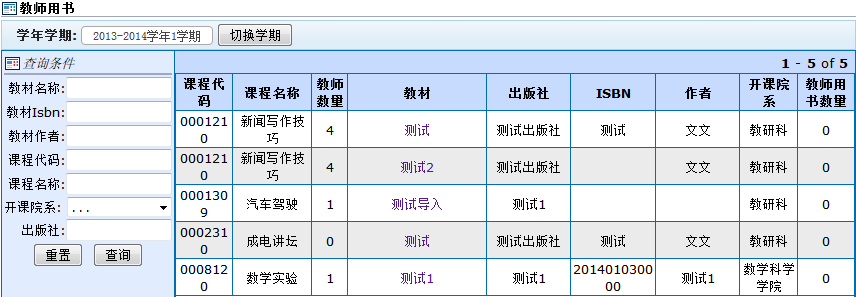 教师用书
学年学期: 2013-2014学年1学期 切换学期
查询条件
教材名称:
教材Isbn:
教材作者:
课程代码:
课程名称:
开课院系: ...
出版社:
重置 查询
1 - 5 of 5
课程代码 课程名称 教师数量 教材 出版社 ISBN 作者 开课院系 教师用书数量
0001210 新闻写作技巧 4 测试 测试出版社 测试 文文 教研科 0
0001210 新闻写作技巧 4 测试2 测试出版社 文文 教研科 0
0001309 汽车驾驶 1 测试导入 测试1 教研科 0
0002310 成电讲坛 0 测试 测试出版社 测试 文文 教研科 0
0008120 数学实验 1 测试1 测试1 201401030000 测试1 数学科学学院 0